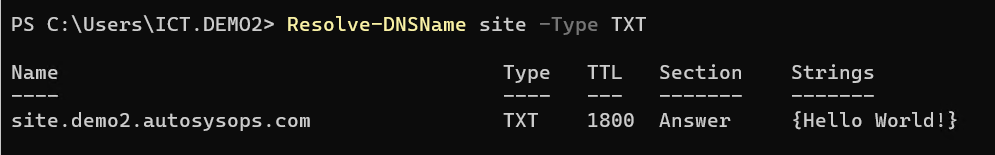 PS C:\Users\ICT.DEMO2> Resolve-DNSName site -Type TXT
Name Type TTL Section Strings
---- ---- --- ------- -------
site.demo2.autosysops.com TXT 1800 Answer {Hello World!}